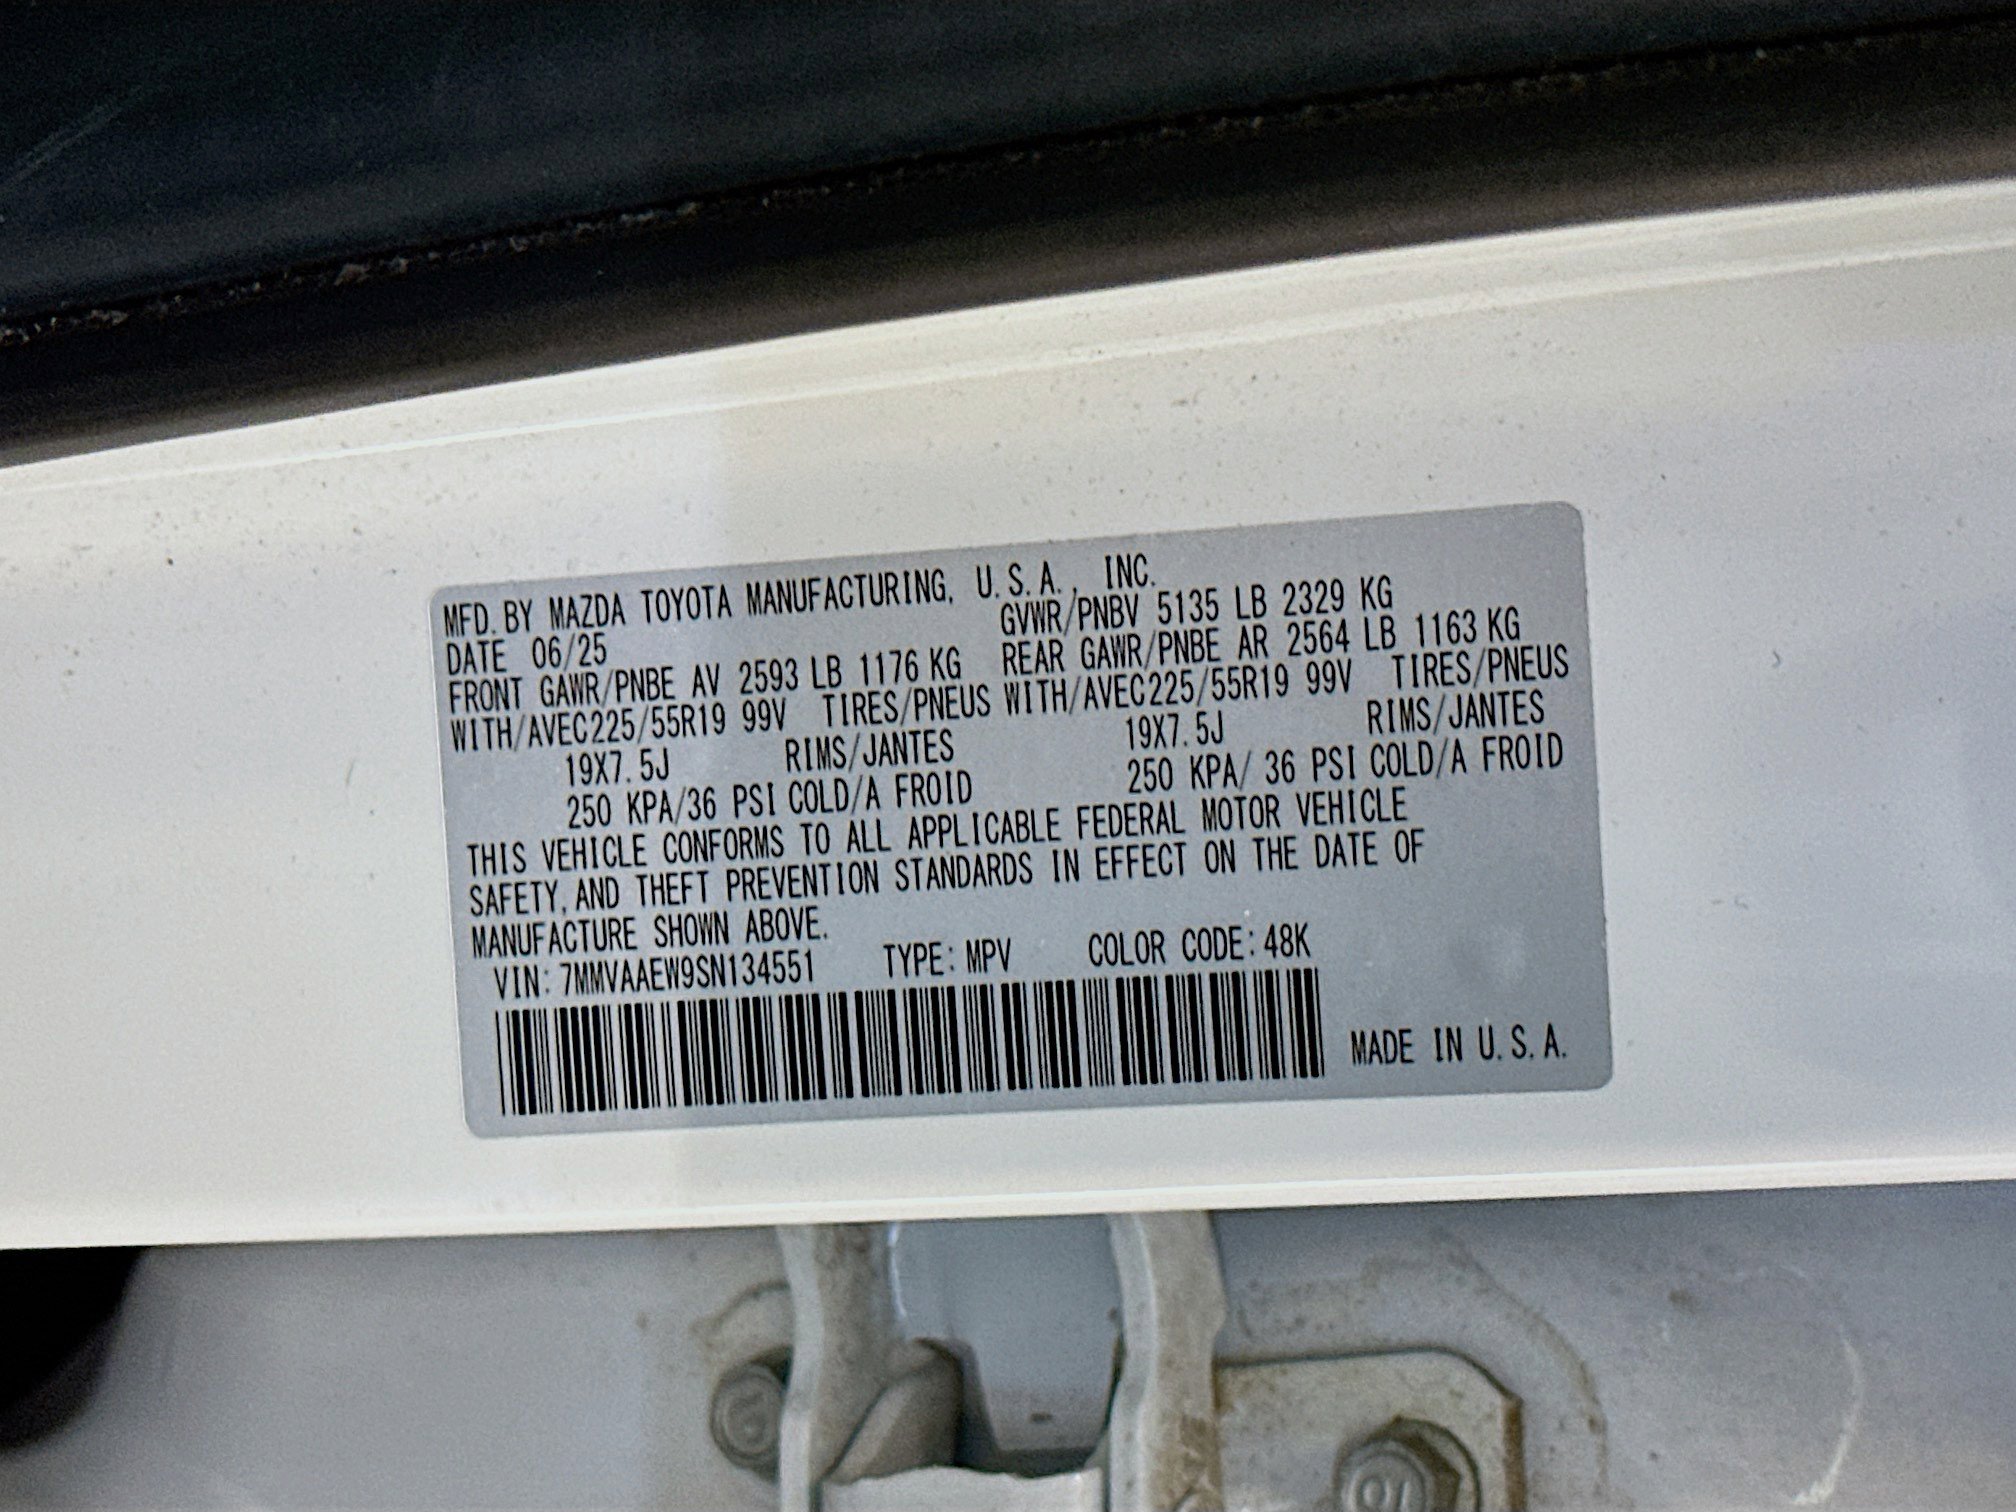 MFD. BY MAZDA TOYOTA MANUFACTURING, U.S.A., INC.
DATE 06/25 GVWR/PNBV 5135 LB 2329 KG
FRONT GAWR/PNBE AV 2593 LB 1176 KG REAR GAWR/PNBE AR 2564 LB 1163 KG
WITH/AVEC225/55R19 99V TIRES/PNEUS WITH/AVEC225/55R19 99V TIRES/PNEUS
19X7.5J RIMS/JANTES 19X7.5J RIMS/JANTES
250 KPA/36 PSI COLD/A FROID 250 KPA/ 36 PSI COLD/A FROID
THIS VEHICLE CONFORMS TO ALL APPLICABLE FEDERAL MOTOR VEHICLE
SAFETY, AND THEFT PREVENTION STANDARDS IN EFFECT ON THE DATE OF
MANUFACTURE SHOWN ABOVE.
VIN: 7MMVAAEW9SN134551 TYPE: MPV COLOR CODE: 48K
MADE IN U.S.A.